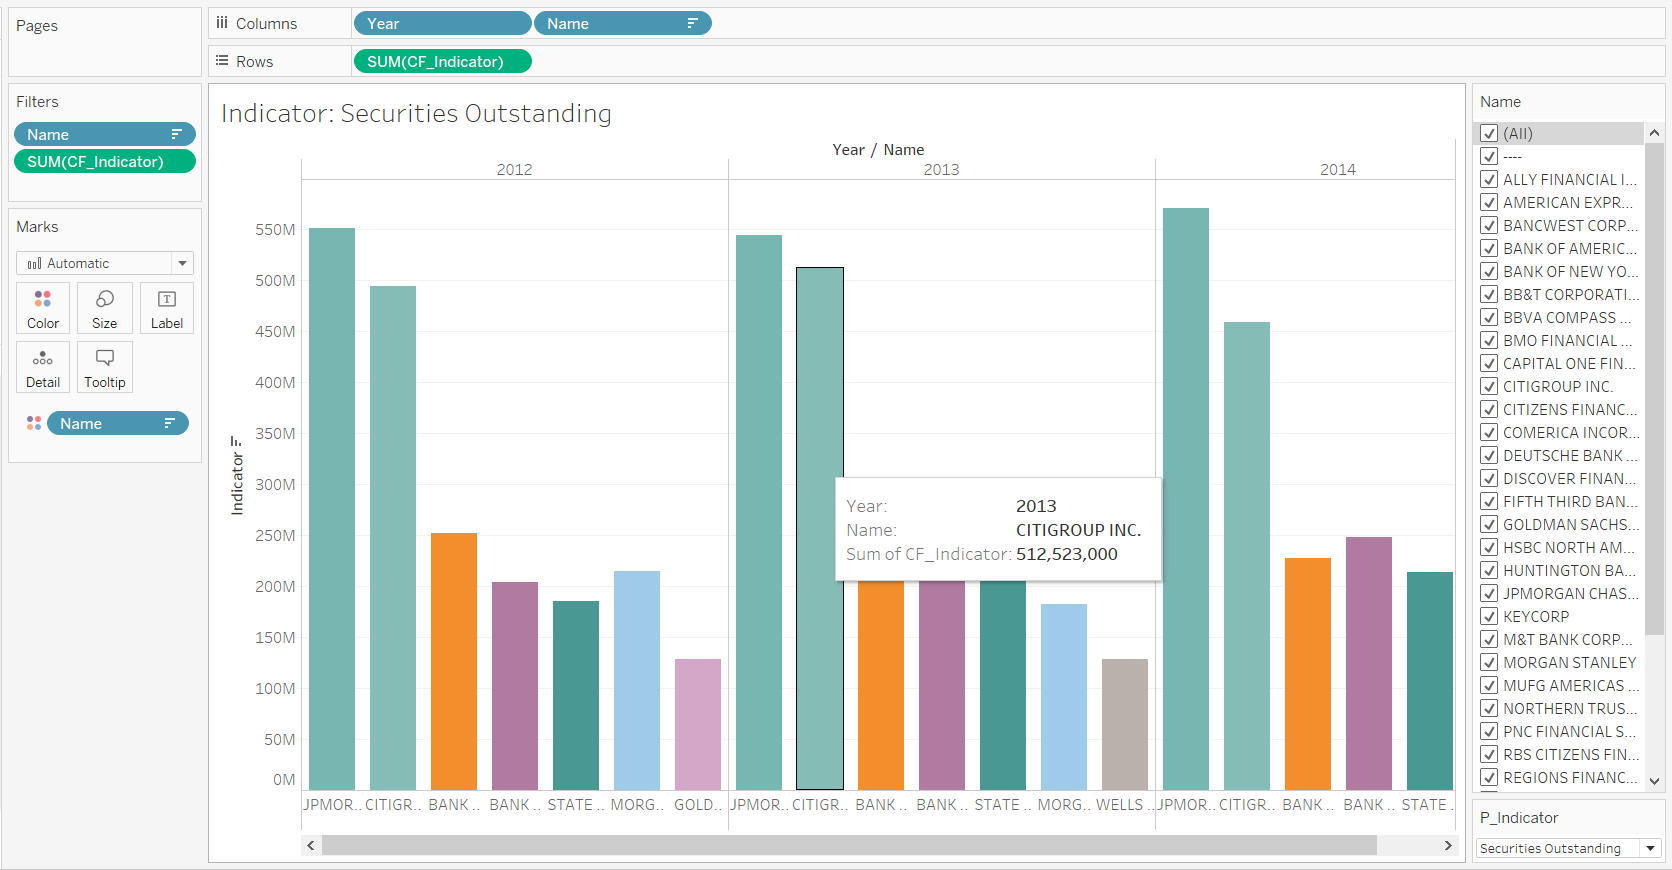 Pages
Columns
Year
Name
Rows
SUM(CF_Indicator)
Filters
Name
SUM(CF_Indicator)
Marks
Automatic
Color
Size
Label
Detail
Tooltip
Name
Indicator: Securities Outstanding
Year / Name
2012
2013
2014
550M
500M
450M
400M
350M
300M
250M
200M
150M
100M
50M
0M
Indicator
Year: 2013
Name: CITIGROUP INC.
Sum of CF_Indicator: 512,523,000
JPMOR.. CITIGR.. BANK .. BANK .. STATE .. MORG.. GOLD..
JPMOR.. CITIGR.. BANK .. BANK .. STATE .. MORG.. WELLS ..
JPMOR.. CITIGR.. BANK .. BANK .. STATE ..
Name
(All)
----
ALLY FINANCIAL I...
AMERICAN EXPR...
BANCWEST CORP...
BANK OF AMERIC...
BANK OF NEW YO...
BB&T CORPORATI...
BBVA COMPASS ...
BMO FINANCIAL ...
CAPITAL ONE FIN...
CITIGROUP INC.
CITIZENS FINANC...
COMERICA INCOR...
DEUTSCHE BANK ...
DISCOVER FINAN...
FIFTH THIRD BAN...
GOLDMAN SACHS...
HSBC NORTH AM...
HUNTINGTON BA...
JPMORGAN CHAS...
KEYCORP
M&T BANK CORP...
MORGAN STANLEY
MUFG AMERICAS ...
NORTHERN TRUS...
PNC FINANCIAL S...
RBS CITIZENS FIN...
REGIONS FINANC...
P_Indicator
Securities Outstanding